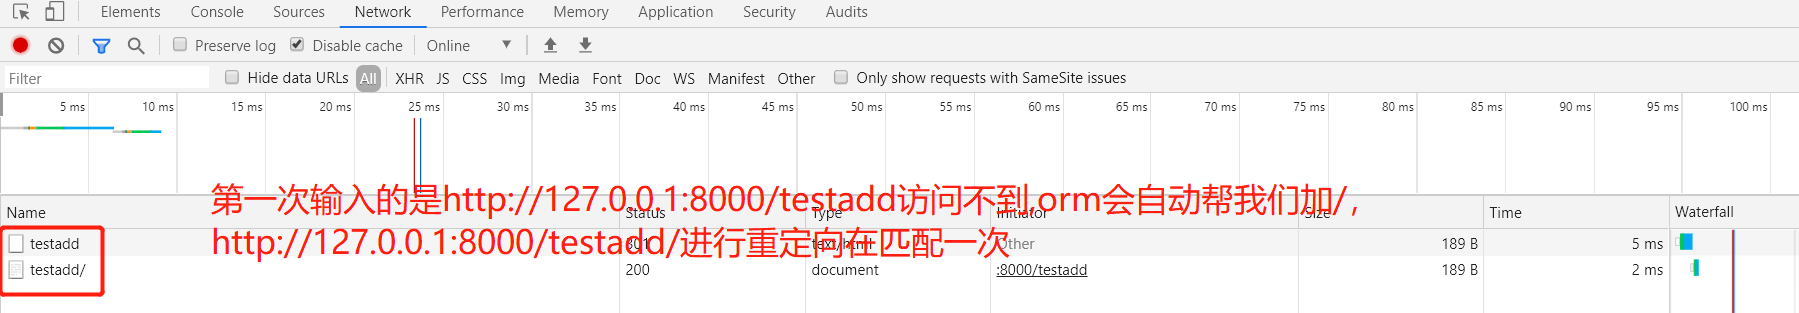 Elements Console Sources Network Performance Memory Application Security Audits
Preserve log Disable cache Online
Filter Hide data URLs All XHR JS CSS Img Media Font Doc WS Manifest Other Only show requests with SameSite issues
5 ms 10 ms 15 ms 20 ms 25 ms 30 ms 35 ms 40 ms 45 ms 50 ms 55 ms 60 ms 65 ms 70 ms 75 ms 80 ms 85 ms 90 ms 95 ms 100 ms
第一次输入的是http://127.0.0.1:8000/testadd访问不到,orm会自动帮我们加/,
http://127.0.0.1:8000/testadd/进行重定向在匹配一次
Name Status Type Initiator Size Time Waterfall
testadd 301 text/html Other 189 B 5 ms
testadd/ 200 document :8000/testadd 189 B 2 ms